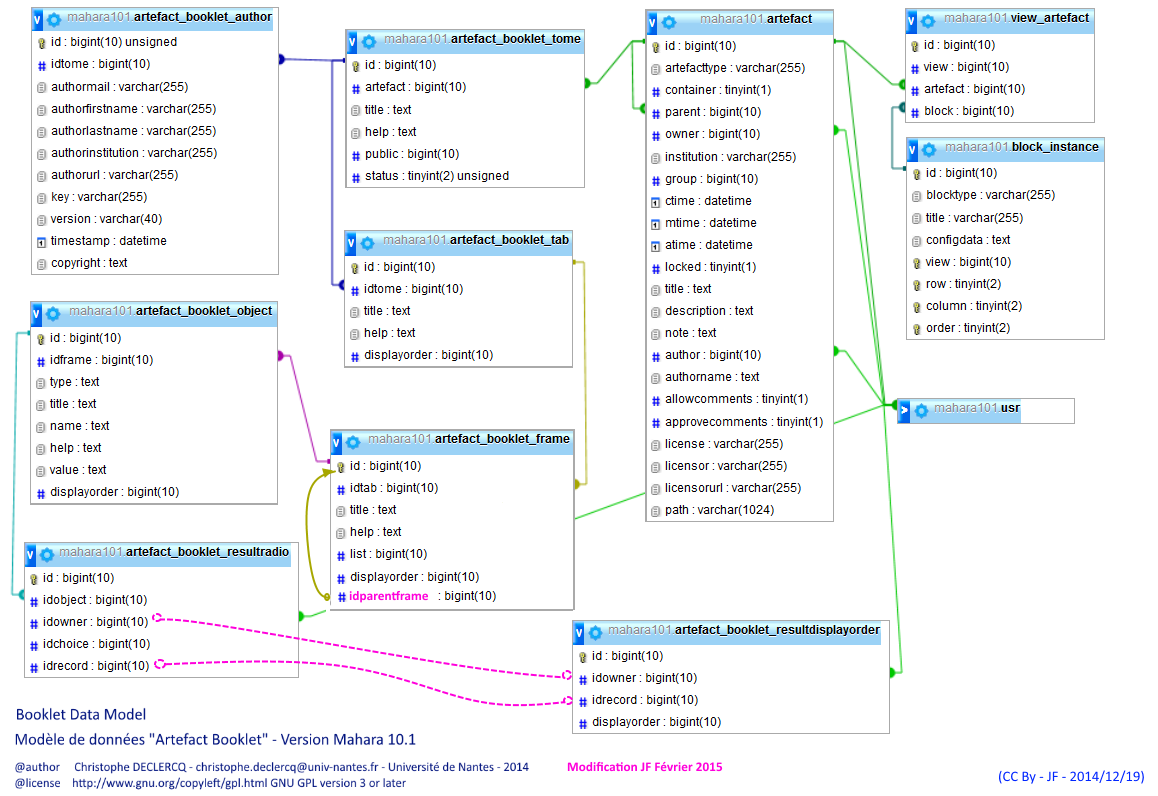 mahara101.artefact_booklet_author
id : bigint(10) unsigned
idtome : bigint(10)
authormail : varchar(255)
authorfirstname : varchar(255)
authorlastname : varchar(255)
authorinstitution : varchar(255)
authorurl : varchar(255)
key : varchar(255)
version : varchar(40)
timestamp : datetime
copyright : text
mahara101.artefact_booklet_tome
id : bigint(10)
artefact : bigint(10)
title : text
help : text
public : bigint(10)
status : tinyint(2) unsigned
mahara101.artefact_booklet_tab
id : bigint(10)
idtome : bigint(10)
title : text
help : text
displayorder : bigint(10)
mahara101.artefact
id : bigint(10)
artefacttype : varchar(255)
container : tinyint(1)
parent : bigint(10)
owner : bigint(10)
institution : varchar(255)
group : bigint(10)
ctime : datetime
mtime : datetime
atime : datetime
locked : tinyint(1)
title : text
description : text
note : text
author : bigint(10)
authorname : text
allowcomments : tinyint(1)
approvecomments : tinyint(1)
license : varchar(255)
licensor : varchar(255)
licensorurl : varchar(255)
path : varchar(1024)
mahara101.view_artefact
id : bigint(10)
view : bigint(10)
artefact : bigint(10)
block : bigint(10)
mahara101.block_instance
id : bigint(10)
blocktype : varchar(255)
title : varchar(255)
configdata : text
view : bigint(10)
row : tinyint(2)
column : tinyint(2)
order : tinyint(2)
mahara101.usr
mahara101.artefact_booklet_object
id : bigint(10)
idframe : bigint(10)
type : text
title : text
name : text
help : text
value : text
displayorder : bigint(10)
mahara101.artefact_booklet_frame
id : bigint(10)
idtab : bigint(10)
title : text
help : text
list : bigint(10)
displayorder : bigint(10)
idparentframe : bigint(10)
mahara101.artefact_booklet_resultradio
id : bigint(10)
idobject : bigint(10)
idowner : bigint(10)
idchoice : bigint(10)
idrecord : bigint(10)
mahara101.artefact_booklet_resultdisplayorder
id : bigint(10)
idowner : bigint(10)
idrecord : bigint(10)
displayorder : bigint(10)
Booklet Data Model
Modèle de données "Artefact Booklet" - Version Mahara 10.1
@author Christophe DECLERCQ - christophe.declercq@univ-nantes.fr - Université de Nantes - 2014
@license http://www.gnu.org/copyleft/gpl.html GNU GPL version 3 or later
Modification JF Février 2015
(CC By - JF - 2014/12/19)